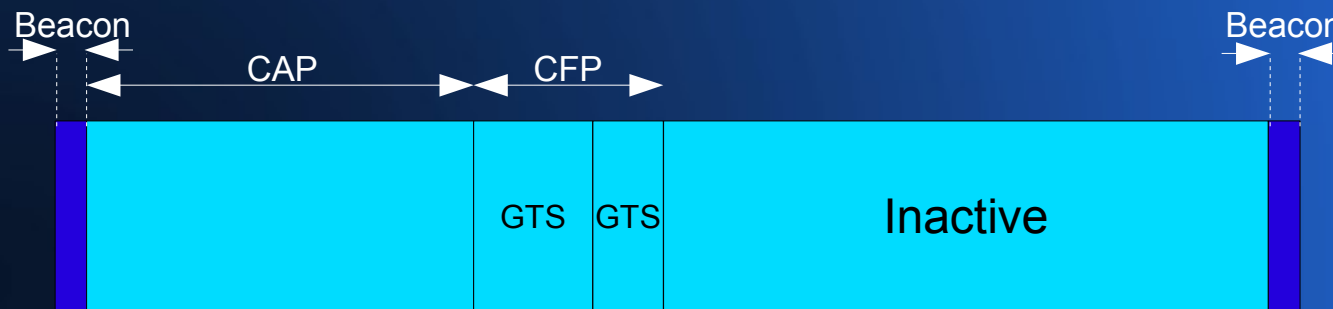 Beacon
Beacon
CAP
CFP
GTS
GTS
Inactive